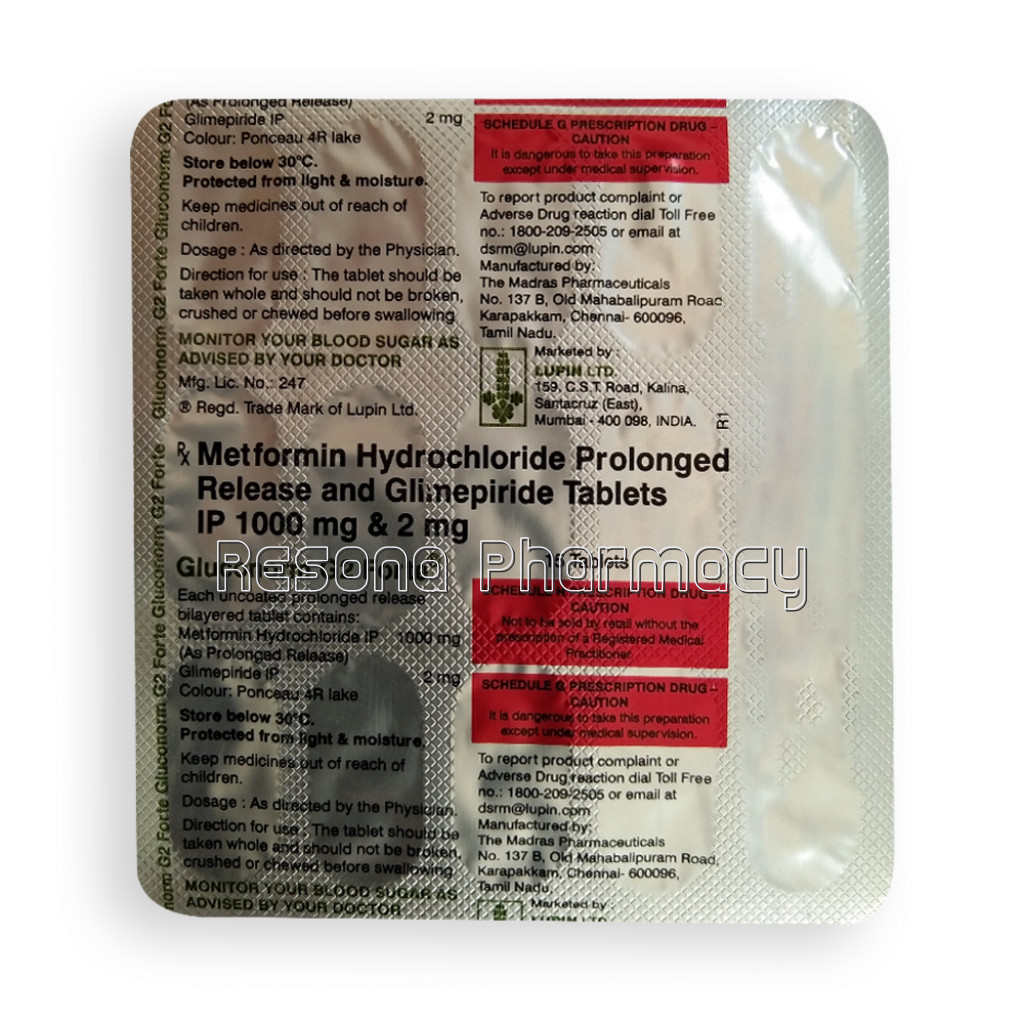 Gluconorm G2 Forte Gluconorm G2 Forte Gluconorm G2 Forte
(As Prolonged Release)
Glimepiride IP 2 mg
Colour: Ponceau 4R lake
Store below 30°C.
Protected from light & moisture.
Keep medicines out of reach of
children.
Dosage : As directed by the Physician.
Direction for use : The tablet should be
taken whole and should not be broken,
crushed or chewed before swallowing
MONITOR YOUR BLOOD SUGAR AS
ADVISED BY YOUR DOCTOR
Mfg. Lic. No.: 247
® Regd. Trade Mark of Lupin Ltd.
SCHEDULE G PRESCRIPTION DRUG –
CAUTION
It is dangerous to take this preparation
except under medical supervision.
To report product complaint or
Adverse Drug reaction dial Toll Free
no.: 1800-209-2505 or email at
dsrm@lupin.com
Manufactured by:
The Madras Pharmaceuticals
No. 137 B, Old Mahabalipuram Road
Karapakkam, Chennai- 600096,
Tamil Nadu.
Marketed by :
LUPIN LTD.
159, C.S.T. Road, Kalina,
Santacruz (East),
Mumbai - 400 098, INDIA.
R1
Rx Metformin Hydrochloride Prolonged
Release and Glimepiride Tablets
IP 1000 mg & 2 mg
Resona Pharmacy
15 Tablets
Gluconorm G2 Forte®
Each uncoated prolonged release
bilayered tablet contains:
Metformin Hydrochloride IP 1000 mg
(As Prolonged Release)
Glimepiride IP 2 mg
Colour: Ponceau 4R lake
Store below 30°C.
Protected from light & moisture.
Keep medicines out of reach of
children.
Dosage : As directed by the Physician.
Direction for use : The tablet should be
taken whole and should not be broken,
crushed or chewed before swallowing
MONITOR YOUR BLOOD SUGAR AS
ADVISED BY YOUR DOCTOR
SCHEDULE H PRESCRIPTION DRUG –
CAUTION
Not to be sold by retail without the
prescription of a Registered Medical
Practitioner.
SCHEDULE G PRESCRIPTION DRUG –
CAUTION
It is dangerous to take this preparation
except under medical supervision.
To report product complaint or
Adverse Drug reaction dial Toll Free
no.: 1800-209-2505 or email at
dsrm@lupin.com
Manufactured by:
The Madras Pharmaceuticals
No. 137 B, Old Mahabalipuram Road,
Karapakkam, Chennai- 600096,
Tamil Nadu.
Marketed by :
LUPIN LTD